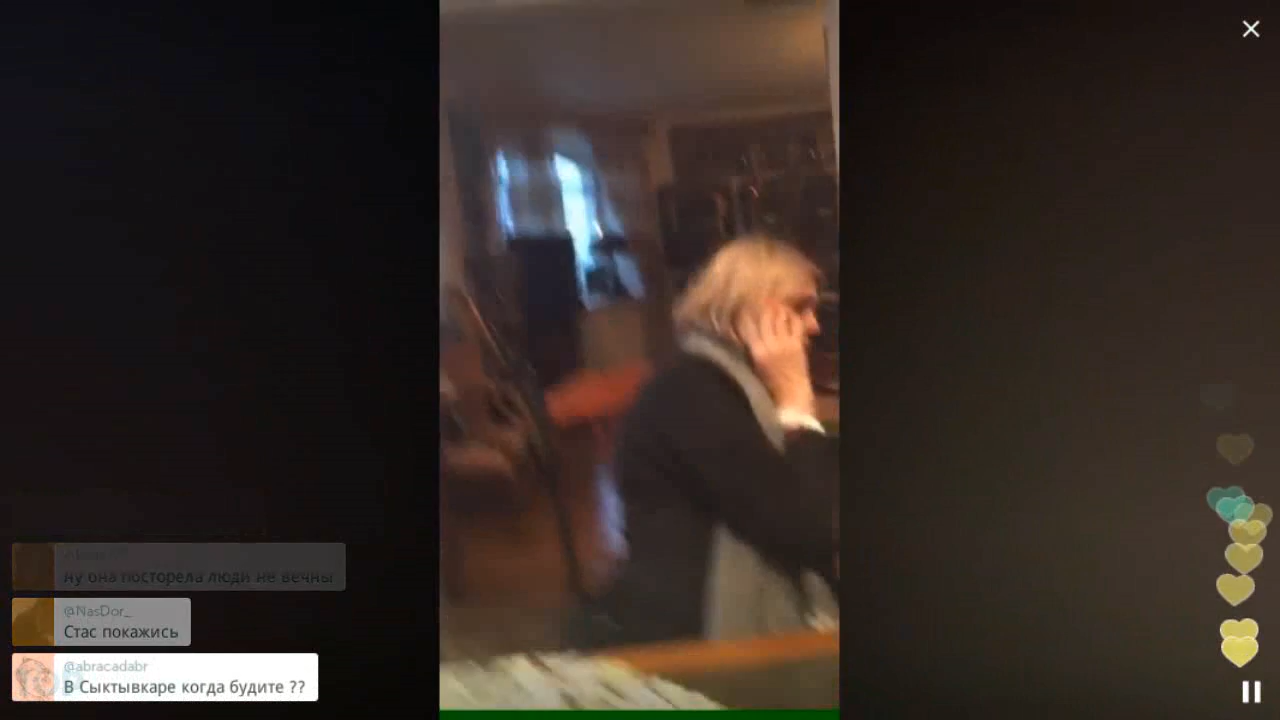 ну она посторела люди не вечны
@NasDor_
Стас покажись
@abracadabr
В Сыктывкаре когда будите ??